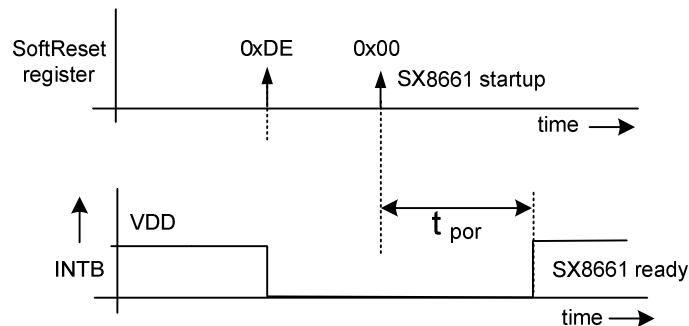 SoftReset
register
0xDE
0x00
SX8661 startup
time
VDD
INTB
t por
SX8661 ready
time